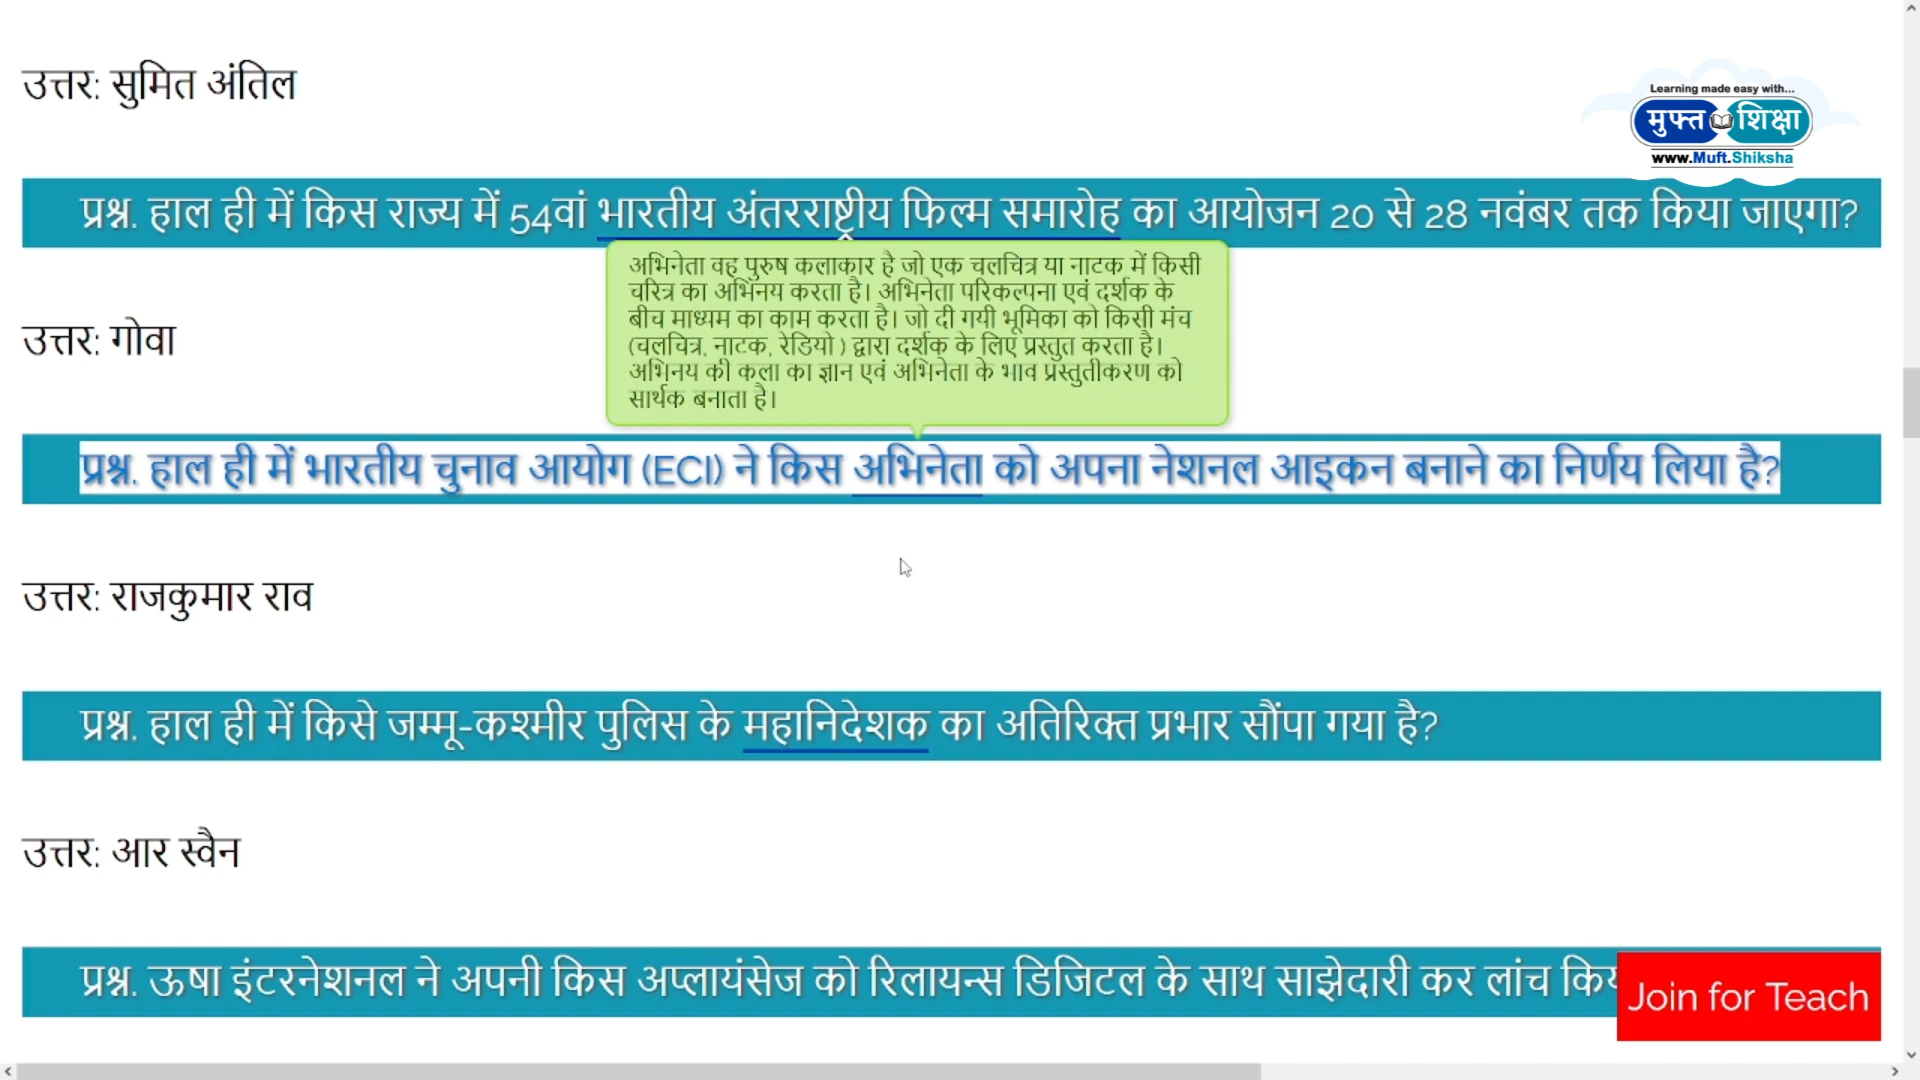 उत्तर: सुमित अंतिल
Learning made easy with...
मुफ्त शिक्षा
www.Muft.Shiksha
प्रश्न. हाल ही में किस राज्य में 54वां भारतीय अंतरराष्ट्रीय फिल्म समारोह का आयोजन 20 से 28 नवंबर तक किया जाएगा?
अभिनेता वह पुरुष कलाकार है जो एक चलचित्र या नाटक में किसी
चरित्र का अभिनय करता है। अभिनेता परिकल्पना एवं दर्शक के
बीच माध्यम का काम करता है। जो दी गयी भूमिका को किसी मंच
(चलचित्र, नाटक, रेडियो ) द्वारा दर्शक के लिए प्रस्तुत करता है।
अभिनय की कला का ज्ञान एवं अभिनेता के भाव प्रस्तुतीकरण को
सार्थक बनाता है।
उत्तर: गोवा
प्रश्न. हाल ही में भारतीय चुनाव आयोग (ECI) ने किस अभिनेता को अपना नेशनल आइकन बनाने का निर्णय लिया है?
उत्तर: राजकुमार राव
प्रश्न. हाल ही में किसे जम्मू-कश्मीर पुलिस के महानिदेशक का अतिरिक्त प्रभार सौंपा गया है?
उत्तर: आर स्वैन
प्रश्न. ऊषा इंटरनेशनल ने अपनी किस अप्लायंसेज को रिलायन्स डिजिटल के साथ साझेदारी कर लांच
Join for Teach